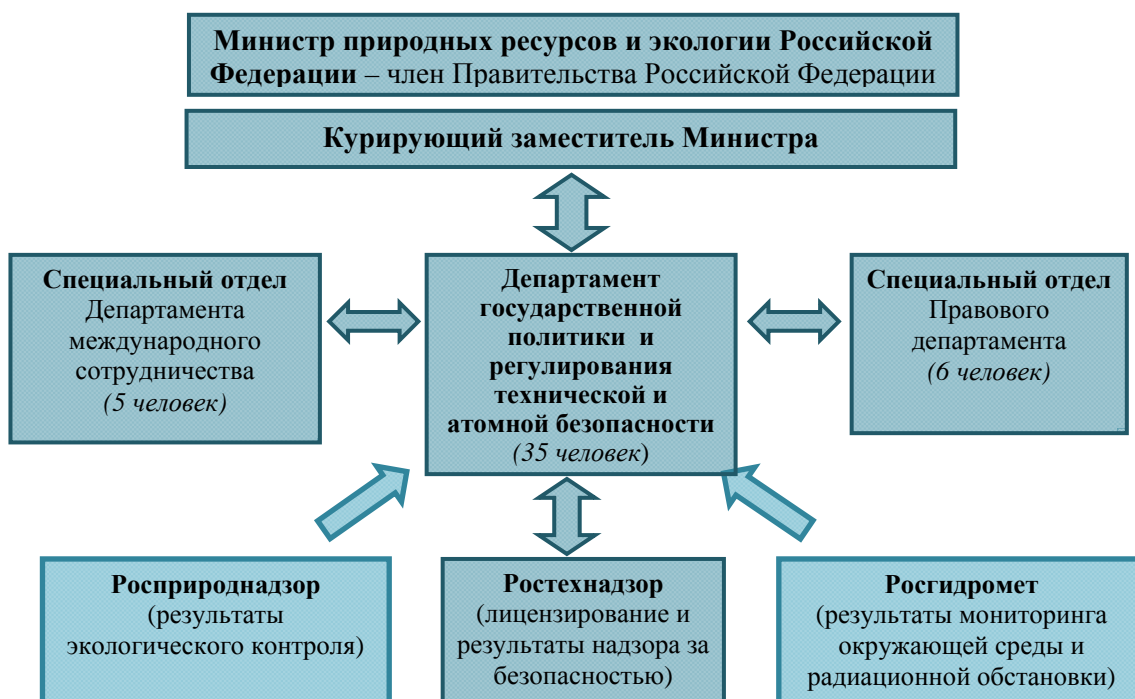 Министр природных ресурсов и экологии Российской
Федерации – член Правительства Российской Федерации
Курирующий заместитель Министра
Специальный отдел
Департамента
международного
сотрудничества
(5 человек)
Департамент
государственной
политики и
регулирования
технической и
атомной безопасности
(35 человек)
Специальный отдел
Правового
департамента
(6 человек)
Росприроднадзор
(результаты
экологического контроля)
Ростехнадзор
(лицензирование и
результаты надзора за
безопасностью)
Росгидромет
(результаты мониторинга
окружающей среды и
радиационной обстановки)